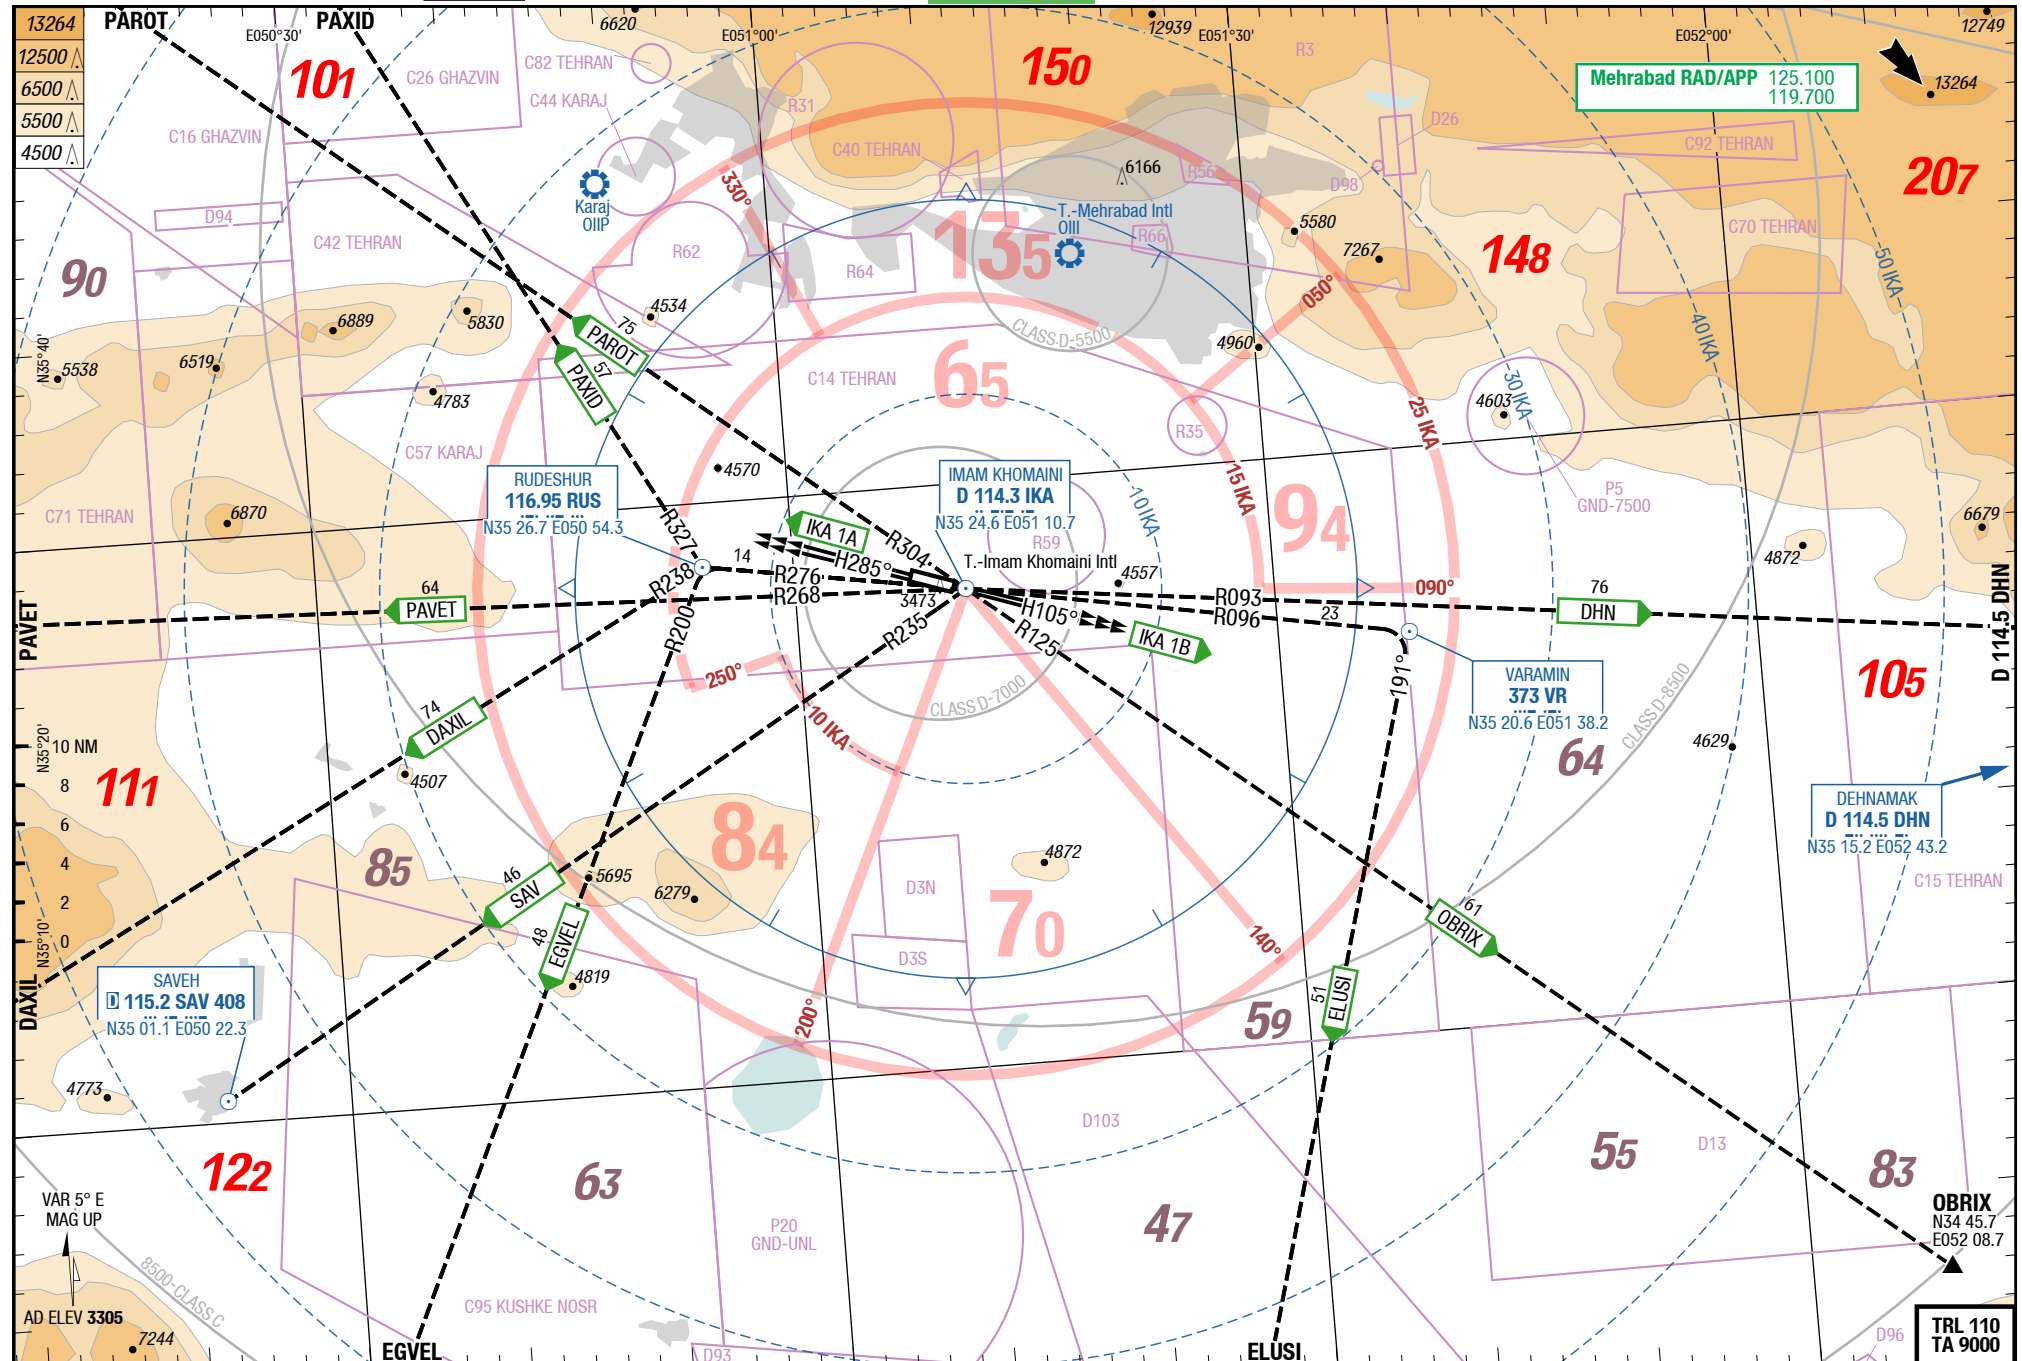 13264
12500
6500
5500
4500
PAROT
PAXID
E050°30'
E051°00'
E051°30'
E052°00'
6620
12939
12749
101
150
207
148
C26 GHAZVIN
C82 TEHRAN
C44 KARAJ
C16 GHAZVIN
R31
R3
Mehrabad RAD/APP 125.100
119.700
13264
D26
C92 TEHRAN
C40 TEHRAN
6166
R56
D98
Karaj
OIIP
330°
T.-Mehrabad Intl
OIII
R66
D94
C42 TEHRAN
R62
R64
135
5580
7267
050°
C70 TEHRAN
50 IKA
40 IKA
30 IKA
90
6889
5830
4534
75
PAROT
57
PAXID
CLASS D-5500
4960
N35°40'
5538
6519
4783
65
C14 TEHRAN
4603
R35
25 IKA
15 IKA
10 IKA
C57 KARAJ
4570
RUDESHUR
116.95 RUS
N35 26.7 E050 54.3
IMAM KHOMAINI
D 114.3 IKA
N35 24.6 E051 10.7
R59
94
P5
GND-7500
C71 TEHRAN
6870
6679
4872
R327
IKA 1A
R304
H285°
T.-Imam Khomaini Intl
4557
14
R276
R268
3473
R238
R200
R235
64
PAVET
PAVET
H105°
R125
IKA 1B
R093
R096
23
090°
76
DHN
D 114.5 DHN
191°
250°
10 IKA
CLASS D-7000
VARAMIN
373 VR
N35 20.6 E051 38.2
CLASS D-8500
105
64
4629
74
DAXIL
4507
N35°20'
10 NM
8
6
4
2
0
N35°10'
111
85
84
DEHNAMAK
D 114.5 DHN
N35 15.2 E052 43.2
C15 TEHRAN
46
SAV
5695
6279
D3N
D3S
4872
70
140°
200°
61
OBRIX
48
EGVEL
4819
51
ELUSI
59
DAXIL
SAVEH
D 115.2 SAV 408
N35 01.1 E050 22.3
4773
122
63
D103
47
55
D13
83
P20
GND-UNL
VAR 5° E
MAG UP
8500-CLASS C
C95 KUSHKE NOSR
OBRIX
N34 45.7
E052 08.7
AD ELEV 3305
7244
EGVEL
D93
ELUSI
D96
TRL 110
TA 9000